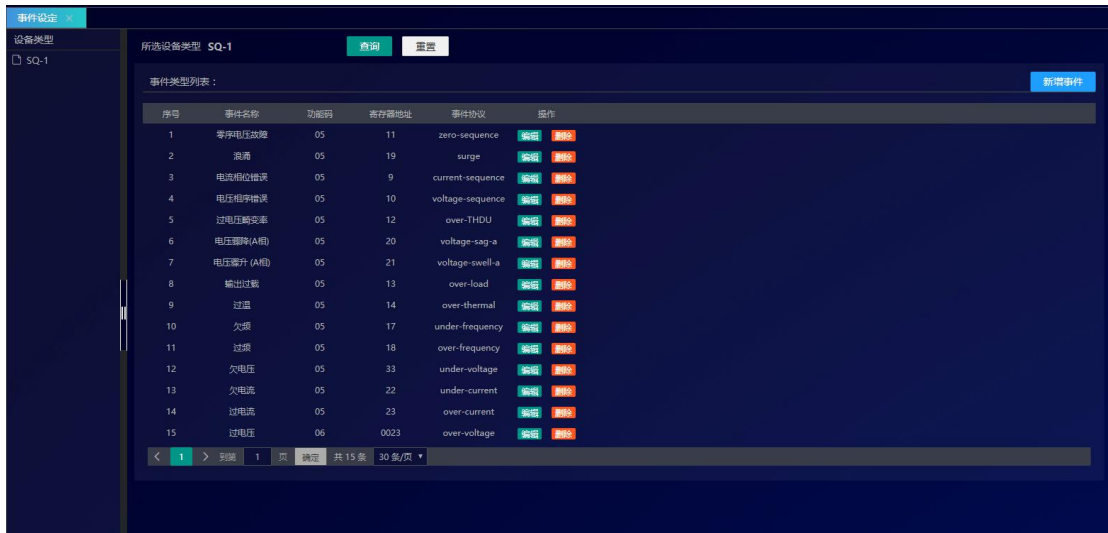 事件设定 ×
设备类型
SQ-1
所选设备类型 SQ-1 查询 重置
事件类型列表： 新增事件
序号 事件名称 功能码 寄存器地址 事件协议 操作
1 零序电压故障 05 11 zero-sequence 编辑 删除
2 浪涌 05 19 surge 编辑 删除
3 电流相位错误 05 9 current-sequence 编辑 删除
4 电压相序错误 05 10 voltage-sequence 编辑 删除
5 过电压畸变率 05 12 over-THDU 编辑 删除
6 电压骤降(A相) 05 20 voltage-sag-a 编辑 删除
7 电压骤升 (A相) 05 21 voltage-swell-a 编辑 删除
8 输出过载 05 13 over-load 编辑 删除
9 过温 05 14 over-thermal 编辑 删除
10 欠频 05 17 under-frequency 编辑 删除
11 过频 05 18 over-frequency 编辑 删除
12 欠电压 05 33 under-voltage 编辑 删除
13 欠电流 05 22 under-current 编辑 删除
14 过电流 05 23 over-current 编辑 删除
15 过电压 06 0023 over-voltage 编辑 删除
< 1 > 到第 1 页 确定 共 15 条 30 条/页